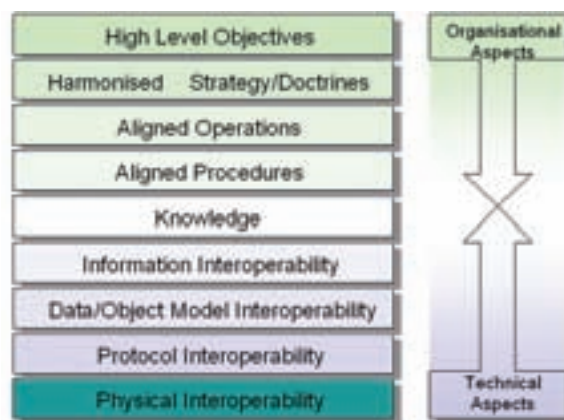 High Level Objectives
Harmonised Strategy/Doctrines
Aligned Operations
Aligned Procedures
Knowledge
Information Interoperability
Data/Object Model Interoperability
Protocol Interoperability
Physical Interoperability
Organisational
Aspects
Technical
Aspects